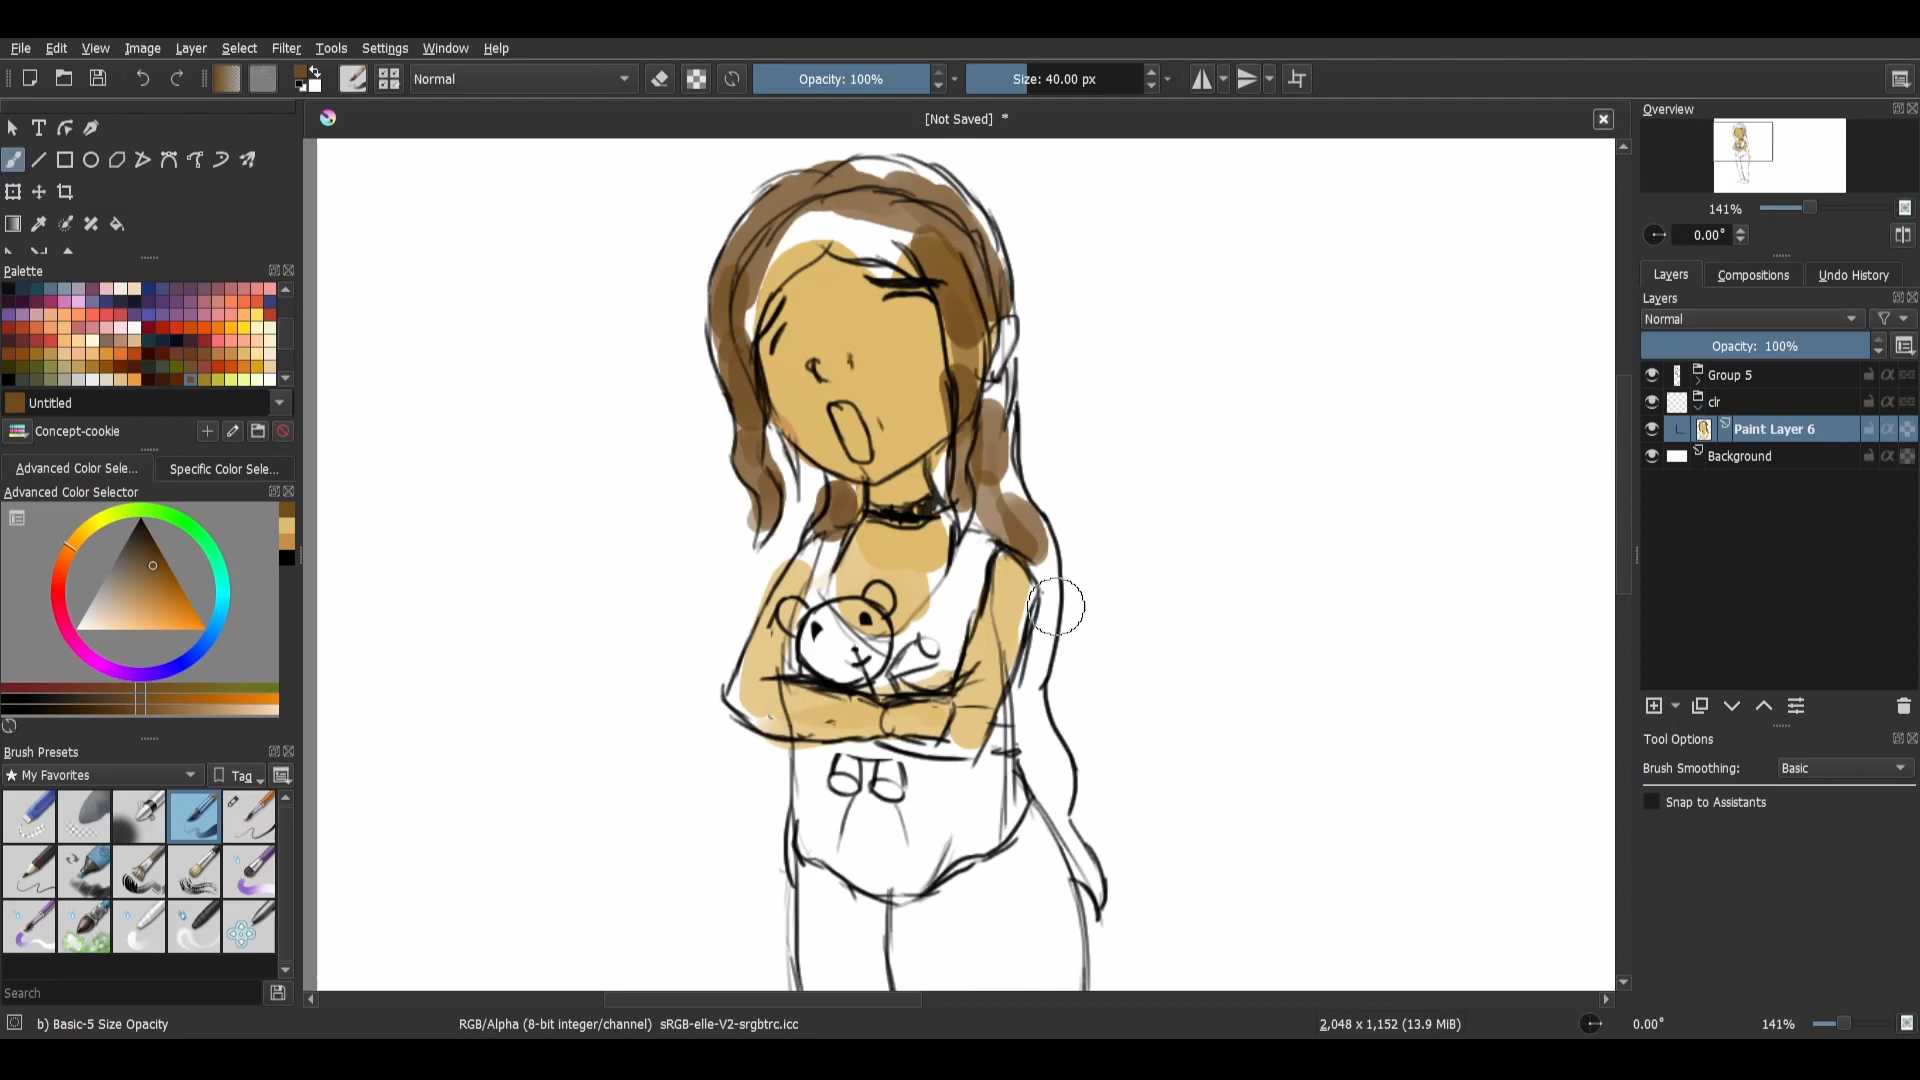 File Edit View Image Layer Select Filter Tools Settings Window Help
Normal
Opacity: 100%
Size: 40.00 px
[Not Saved] *
Overview
141%
0.00°
Palette
Untitled
Concept-cookie
Advanced Color Sele...
Specific Color Sele...
Advanced Color Selector
Brush Presets
★ My Favorites
Tag
Search
Layers
Compositions
Undo History
Layers
Normal
Opacity: 100%
Group 5
clr
Paint Layer 6
Background
Tool Options
Brush Smoothing:
Basic
Snap to Assistants
b) Basic-5 Size Opacity
RGB/Alpha (8-bit integer/channel) sRGB-elle-V2-srgbtrc.icc
2,048 x 1,152 (13.9 MiB)
0.00°
141%